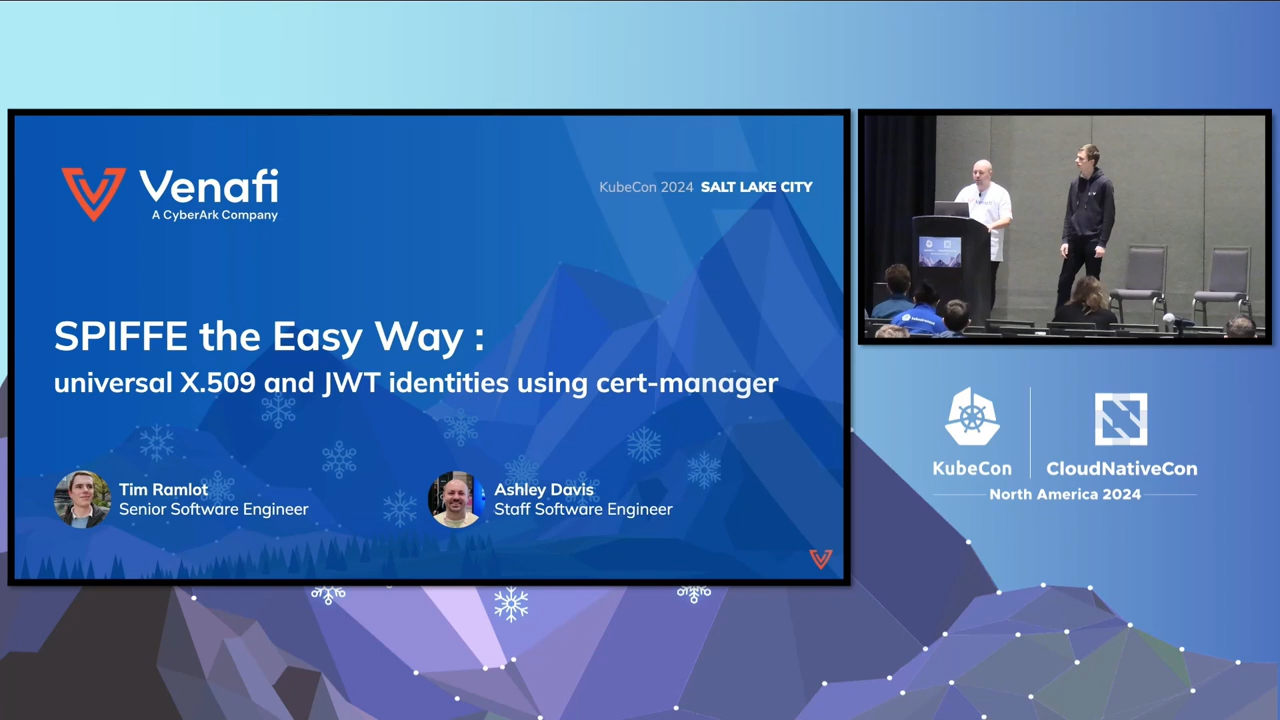 Venafi
A CyberArk Company
KubeCon 2024 SALT LAKE CITY
SPIFFE the Easy Way :
universal X.509 and JWT identities using cert-manager
Tim Ramlot
Senior Software Engineer
Ashley Davis
Staff Software Engineer
KubeCon
CloudNativeCon
North America 2024